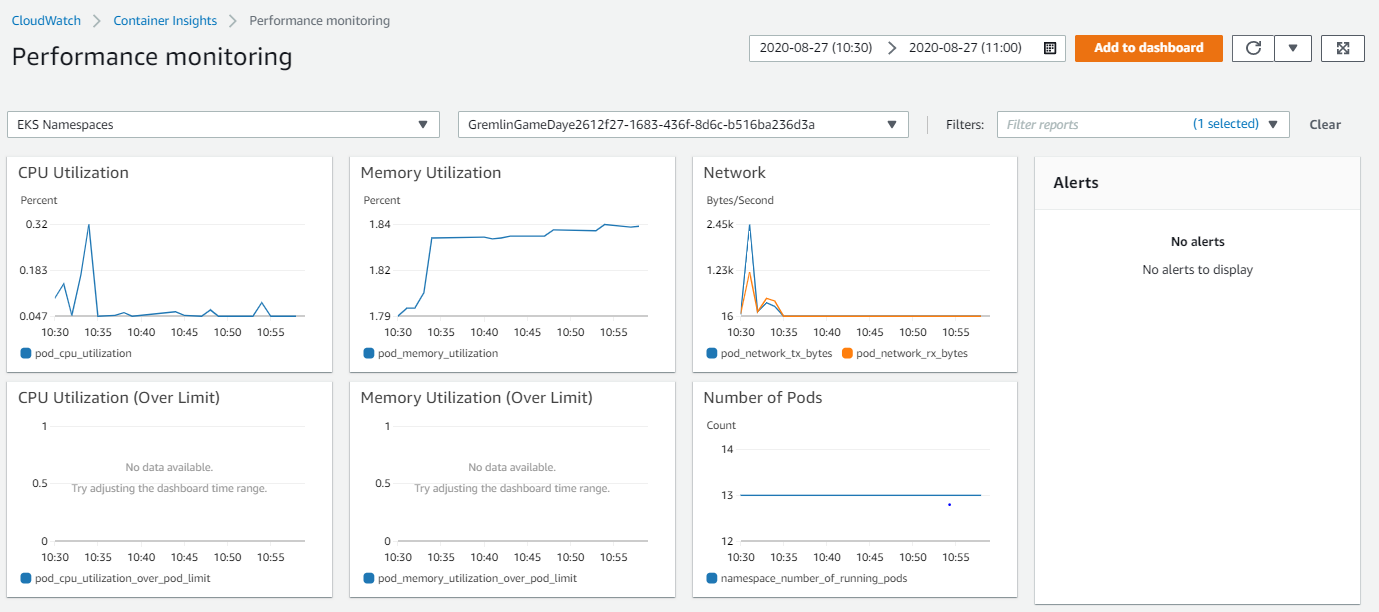 CloudWatch > Container Insights > Performance monitoring
Performance monitoring
2020-08-27 (10:30) > 2020-08-27 (11:00)
Add to dashboard
EKS Namespaces
GremlinGameDaye2612f27-1683-436f-8d6c-b516ba236d3a
Filters:
Filter reports
(1 selected)
Clear
CPU Utilization
Percent
0.32
0.183
0.047
10:30 10:35 10:40 10:45 10:50 10:55
pod_cpu_utilization
Memory Utilization
Percent
1.84
1.82
1.79
10:30 10:35 10:40 10:45 10:50 10:55
pod_memory_utilization
Network
Bytes/Second
2.45k
1.23k
16
10:30 10:35 10:40 10:45 10:50 10:55
pod_network_tx_bytes pod_network_rx_bytes
Alerts
No alerts
No alerts to display
CPU Utilization (Over Limit)
1
No data available.
0.5
Try adjusting the dashboard time range.
0
10:30 10:35 10:40 10:45 10:50 10:55
pod_cpu_utilization_over_pod_limit
Memory Utilization (Over Limit)
1
No data available.
0.5
Try adjusting the dashboard time range.
0
10:30 10:35 10:40 10:45 10:50 10:55
pod_memory_utilization_over_pod_limit
Number of Pods
Count
14
13
12
10:30 10:35 10:40 10:45 10:50 10:55
namespace_number_of_running_pods